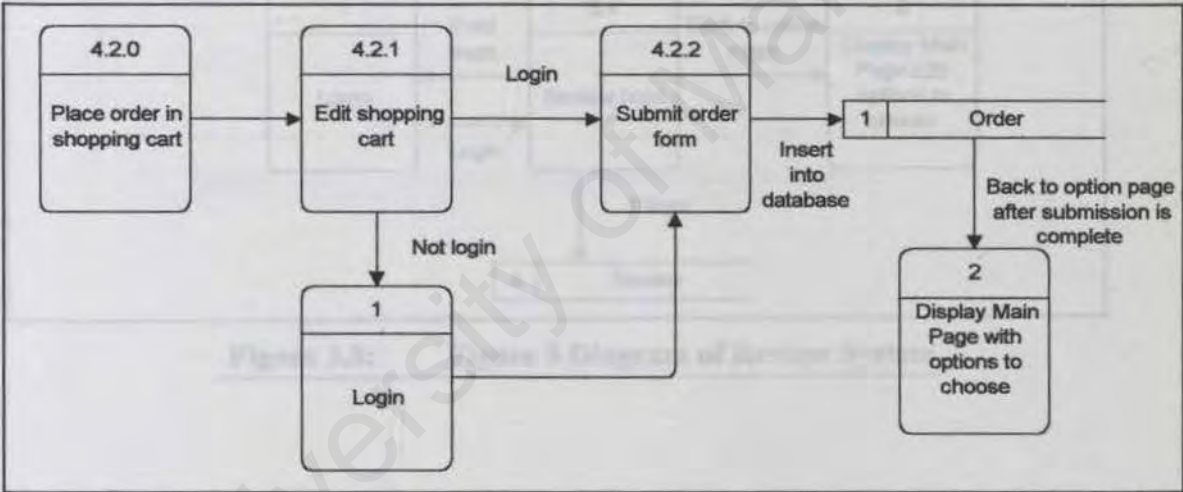 4.2.0
Place order in
shopping cart
4.2.1
Edit shopping
cart
Login
4.2.2
Submit order
form
Insert
into
database
1 Order
Back to option page
after submission is
complete
Not login
1
Login
2
Display Main
Page with
options to
choose